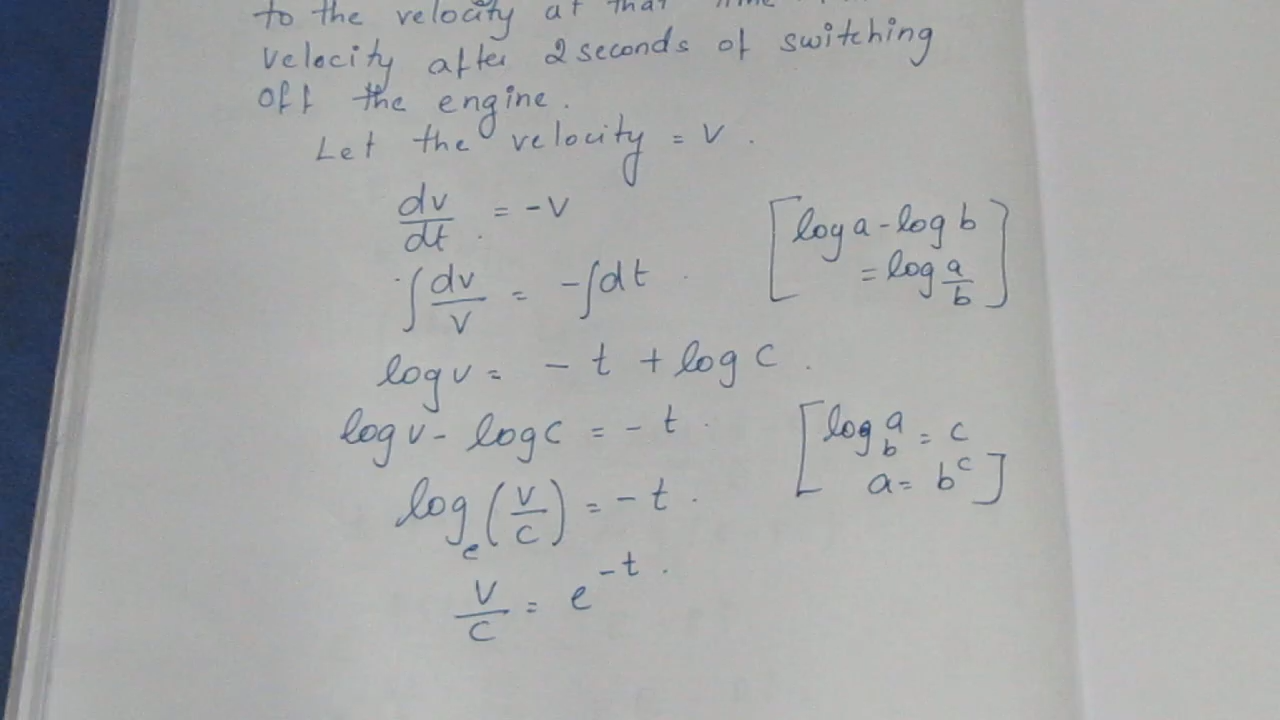 to the velocity at that
velocity after 2 seconds of switching
off the engine.
Let the velocity = v.
dv/dt = -v
∫ dv/v = -∫dt
[log a - log b
= log a/b]
log v = - t + log c.
log v - log c = - t.
[log_b a = c
a = b^c]
log_e (v/c) = - t.
v/c = e^-t.